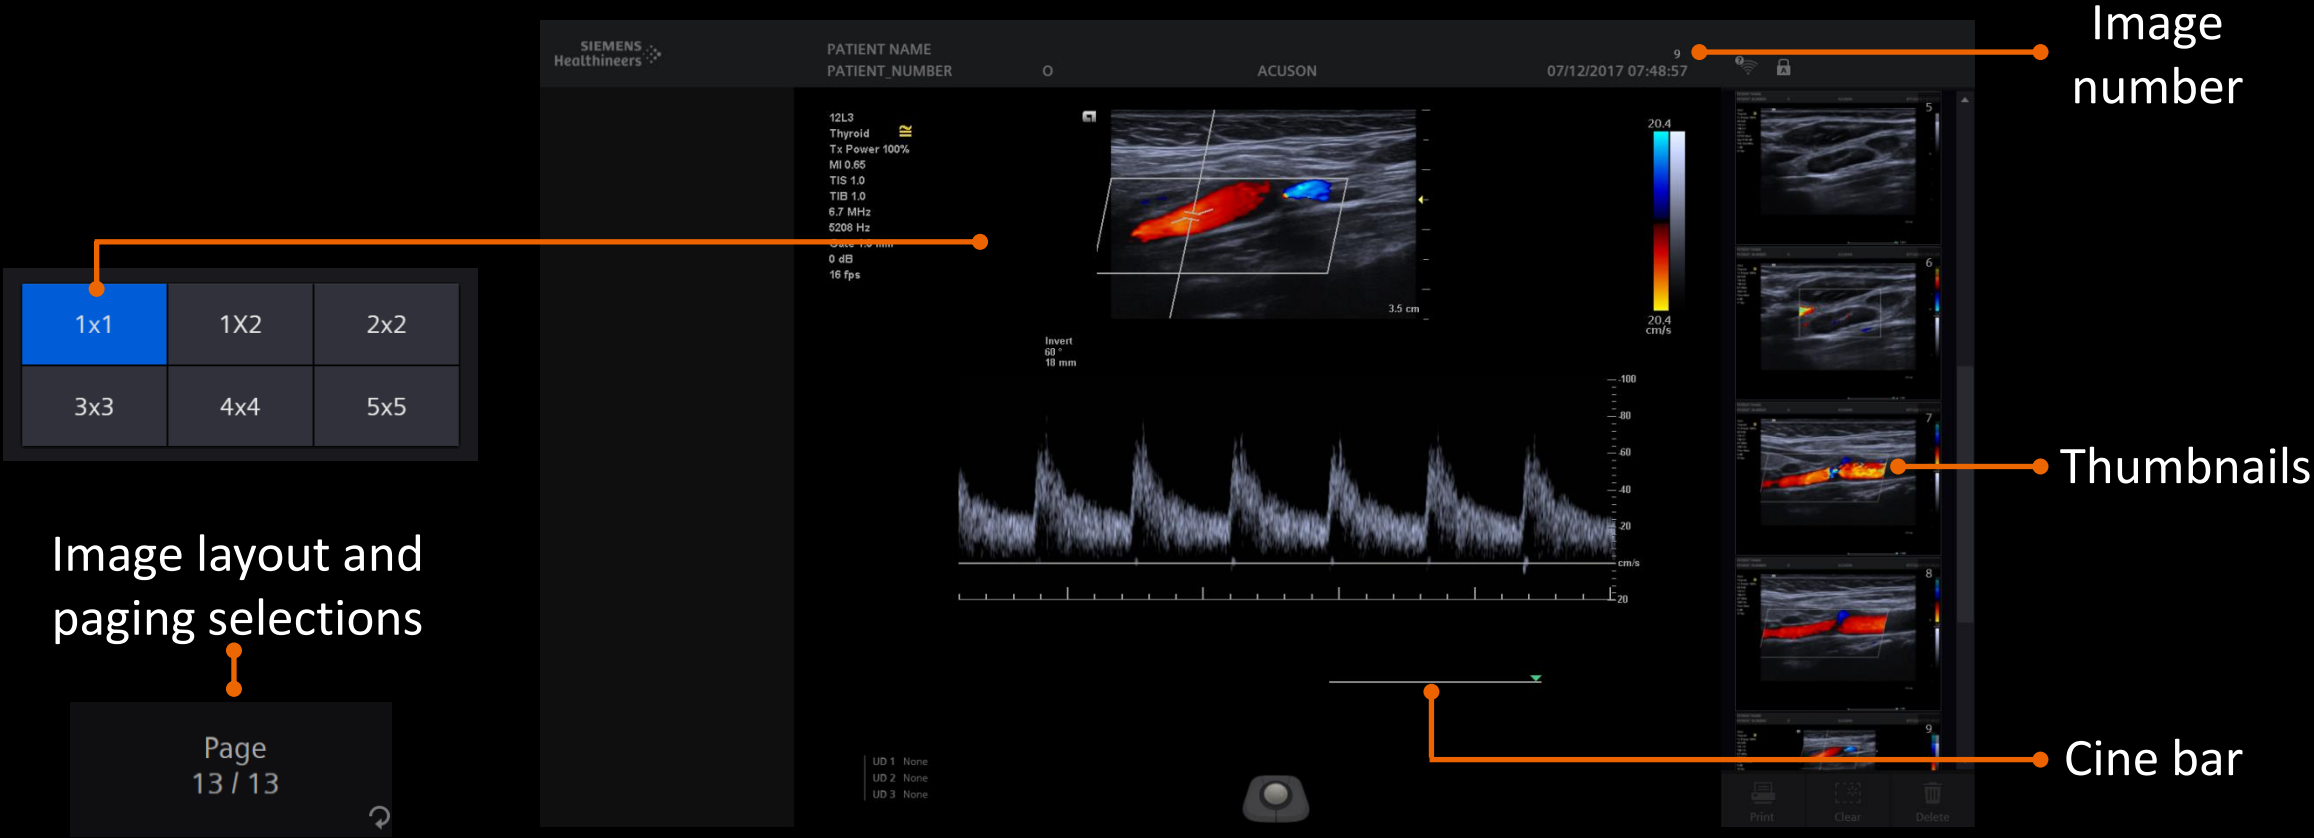 Image
number
SIEMENS
Healthineers
PATIENT NAME
PATIENT_NUMBER
O
ACUSON
9
07/12/2017 07:48:57
12L3
Thyroid
Tx Power 100%
MI 0.65
TIS 1.0
TIB 1.0
6.7 MHz
5208 Hz
0 dB
16 fps
20.4
20.4
cm/s
3.5 cm
Invert
60 °
18 mm
-100
-80
-60
-40
-20
cm/s
20
1x1
1X2
2x2
3x3
4x4
5x5
Image layout and
paging selections
Page
13 / 13
5
6
7
8
9
Thumbnails
Cine bar
UD 1 None
UD 2 None
UD 3 None
Print
Clear
Delete